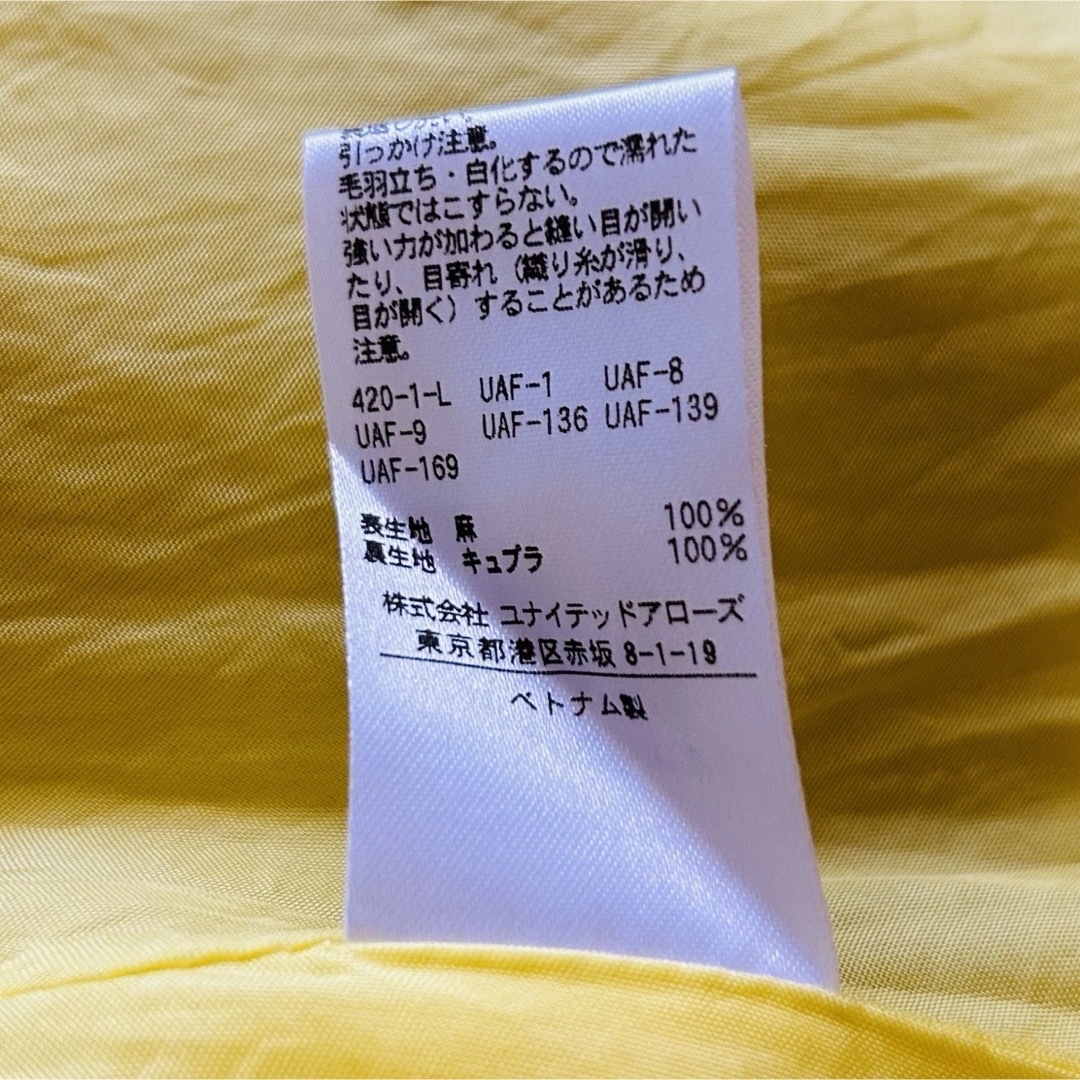 引っかけ注意。
毛羽立ち・白化するので濡れた
状態ではこすらない。
強い力が加わると縫い目が開い
たり、目寄れ（織り糸が滑り、
目が開く）することがあるため
注意。
420-1-L UAF-1 UAF-8
UAF-9 UAF-136 UAF-139
UAF-169
表生地 麻 100%
裏生地 キュプラ 100%
株式会社 ユナイテッドアローズ
東京都港区赤坂 8-1-19
ベトナム製